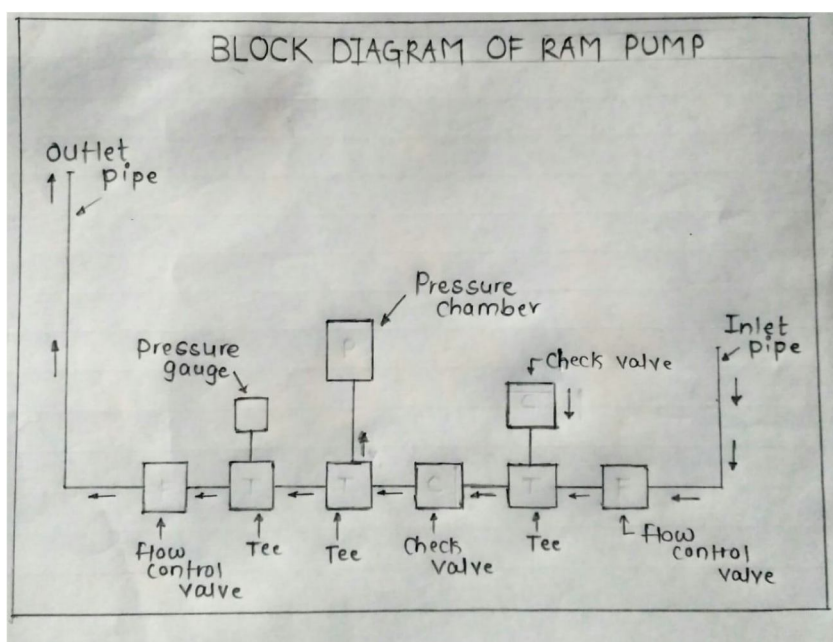 BLOCK DIAGRAM OF RAM PUMP
Outlet
pipe
Pressure
chamber
Inlet
pipe
Pressure
gauge
Check valve
P
C
F
T
T
C
T
F
flow
control
valve
Tee
Tee
Check
valve
Tee
flow
control
valve